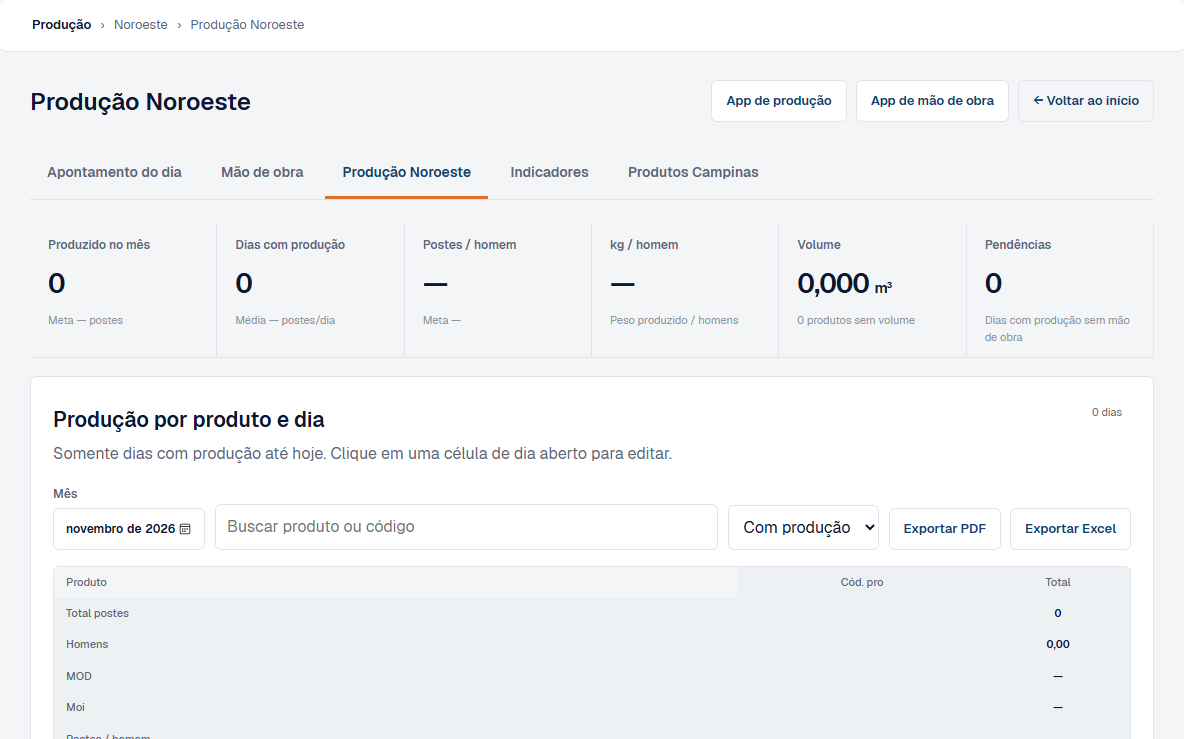 Produção › Noroeste › Produção Noroeste
Produção Noroeste
App de produção
App de mão de obra
← Voltar ao início
Apontamento do dia
Mão de obra
Produção Noroeste
Indicadores
Produtos Campinas
Produzido no mês
0
Meta — postes
Dias com produção
0
Média — postes/dia
Postes / homem
—
Meta —
kg / homem
—
Peso produzido / homens
Volume
0,000 m³
0 produtos sem volume
Pendências
0
Dias com produção sem mão
de obra
Produção por produto e dia
0 dias
Somente dias com produção até hoje. Clique em uma célula de dia aberto para editar.
Mês
novembro de 2026
Buscar produto ou código
Com produção
Exportar PDF
Exportar Excel
Produto Cód. pro Total
Total postes 0
Homens 0,00
MOD —
Moi —
Postes / homem